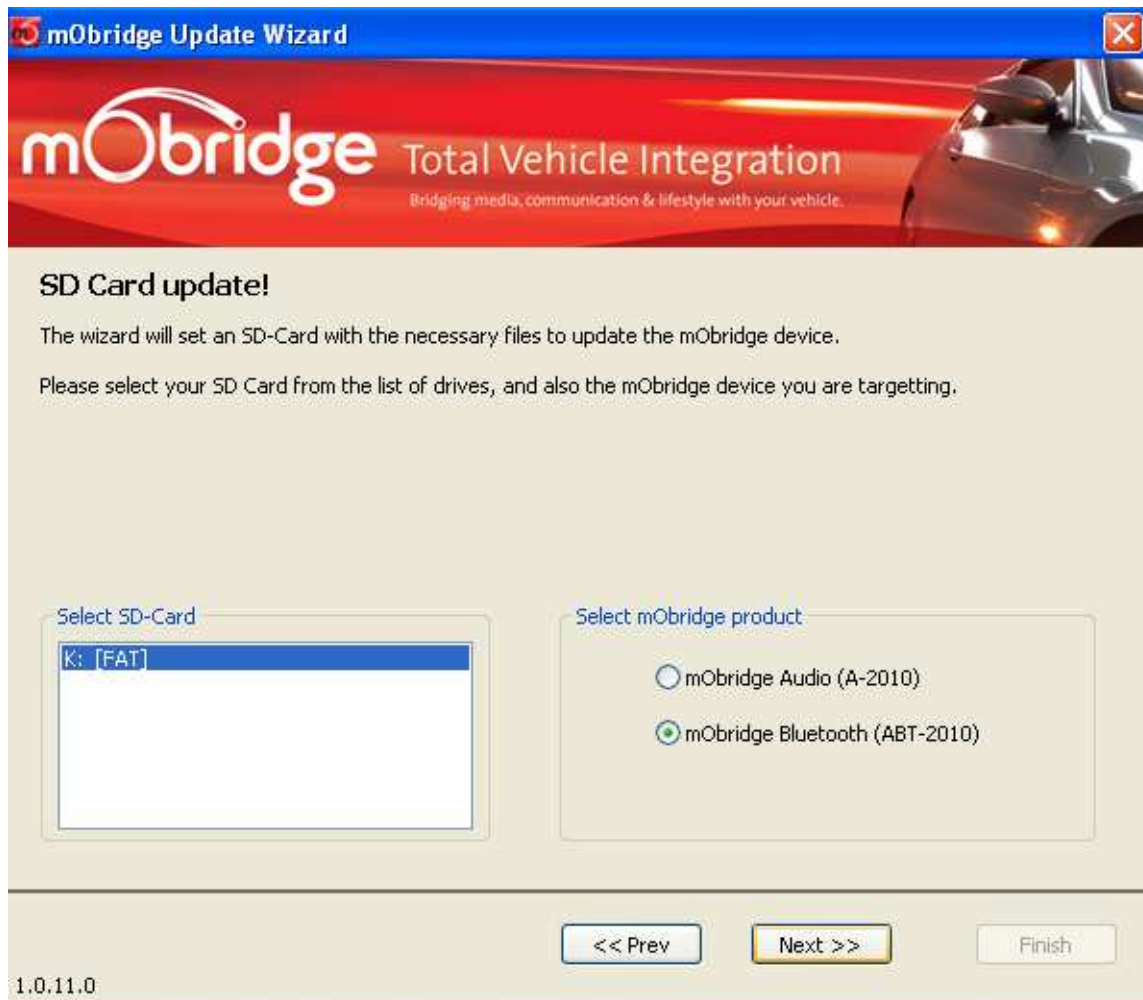 mObridge Update Wizard
mObridge
Total Vehicle Integration
Bridging media, communication & lifestyle with your vehicle.
SD Card update!
The wizard will set an SD-Card with the necessary files to update the mObridge device.
Please select your SD Card from the list of drives, and also the mObridge device you are targetting.
Select SD-Card
K: [FAT]
Select mObridge product
mObridge Audio (A-2010)
mObridge Bluetooth (ABT-2010)
<< Prev
Next >>
Finish
1.0.11.0